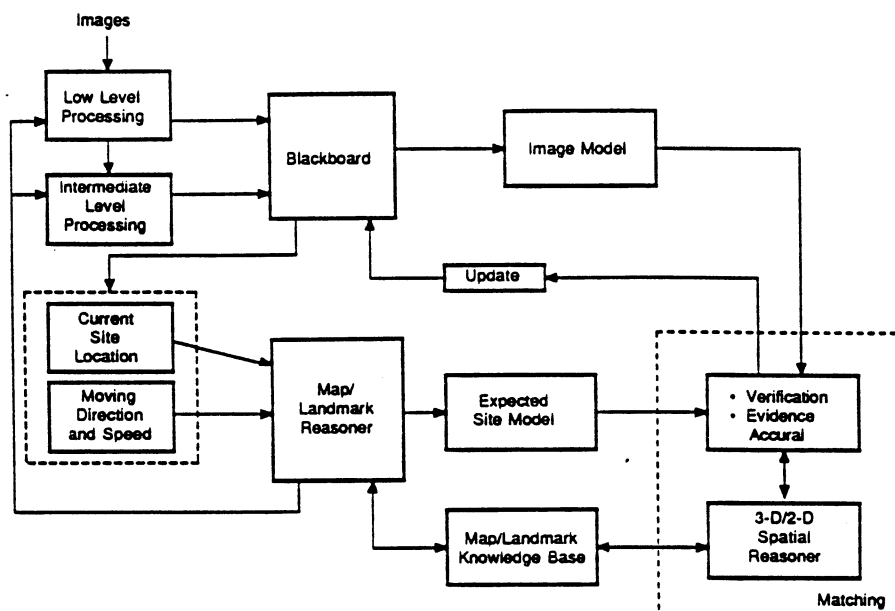 Images
Low Level
Processing
Blackboard
Image Model
Intermediate
Level
Processing
Update
Current
Site
Location
Moving
Direction
and Speed
Map/
Landmark
Reasoner
Expected
Site Model
• Verification
• Evidence
Accural
Map/Landmark
Knowledge Base
3-D/2-D
Spatial
Reasoner
Matching